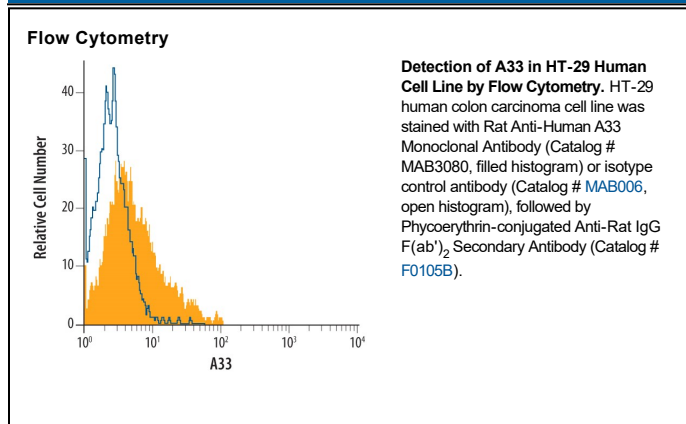 Flow Cytometry
Relative Cell Number
40
30
20
10
0
10⁰
10¹
10²
10³
10⁴
A33
Detection of A33 in HT-29 Human
Cell Line by Flow Cytometry. HT-29
human colon carcinoma cell line was
stained with Rat Anti-Human A33
Monoclonal Antibody (Catalog #
MAB3080, filled histogram) or isotype
control antibody (Catalog # MAB006,
open histogram), followed by
Phycoerythrin-conjugated Anti-Rat IgG
F(ab')₂ Secondary Antibody (Catalog #
F0105B).